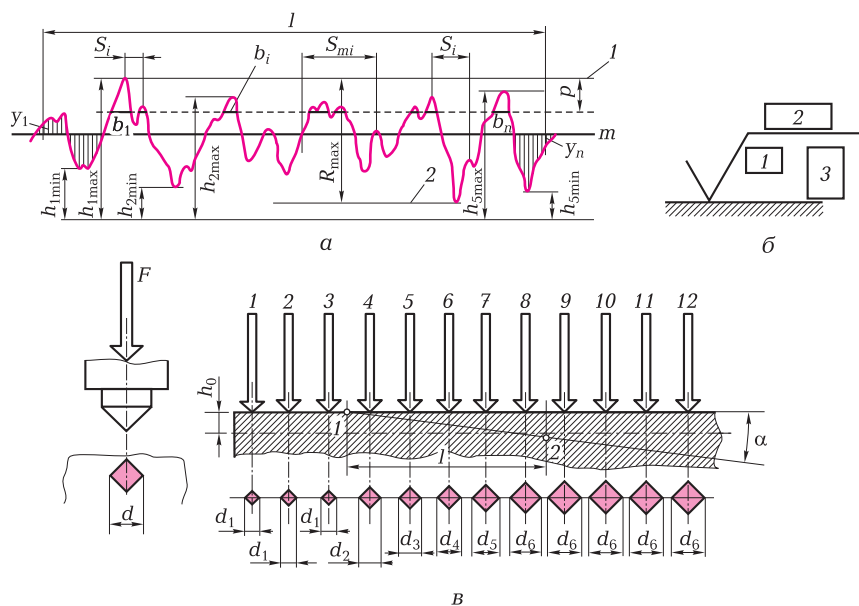 l
S_i
S_mi
S_i
1
b_i
p
y_1
b_1
b_n
m
y_n
h_1min
h_1max
h_2min
h_2max
R_max
2
h_5max
h_5min
а
1
2
3
б
F
d
1 2 3 4 5 6 7 8 9 10 11 12
h_0
1
2
l
α
d_1 d_1 d_3 d_4 d_5 d_6 d_6 d_6 d_6 d_6
d_1 d_2
в